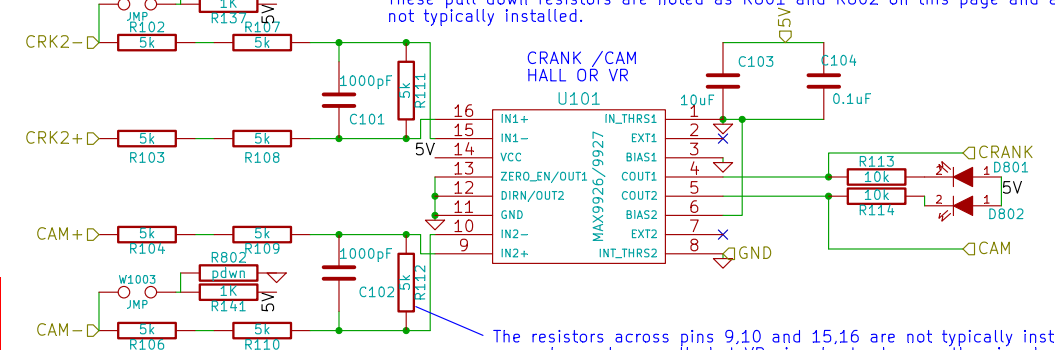 These pull down resistors are noted as R801 and R802 on this page and
not typically installed.
JMP
1K
R137
5V
R102
R107
CRK2-
5k
5k
5V
CRANK /CAM
HALL OR VR
C103
C104
10uF
0.1uF
1000pF
C101
5k
R111
U101
CRK2+
5k
5k
R103
R108
5V
16
IN1+
15
IN1-
14
VCC
13
ZERO_EN/OUT1
12
DIRN/OUT2
11
GND
10
IN2-
9
IN2+
MAX9926/9927
IN_THRS1
1
EXT1
2
BIAS1
3
COUT1
4
COUT2
5
BIAS2
6
EXT2
7
INT_THRS2
8
GND
CRANK
R113
10k
10k
R114
2
1
D801
5V
2
1
D802
CAM
CAM+
5k
5k
R104
R109
1000pF
C102
5k
R112
R802
pdwn
W1003
JMP
1K
R141
5V
CAM-
5k
5k
R106
R110
The resistors across pins 9,10 and 15,16 are not typically inst